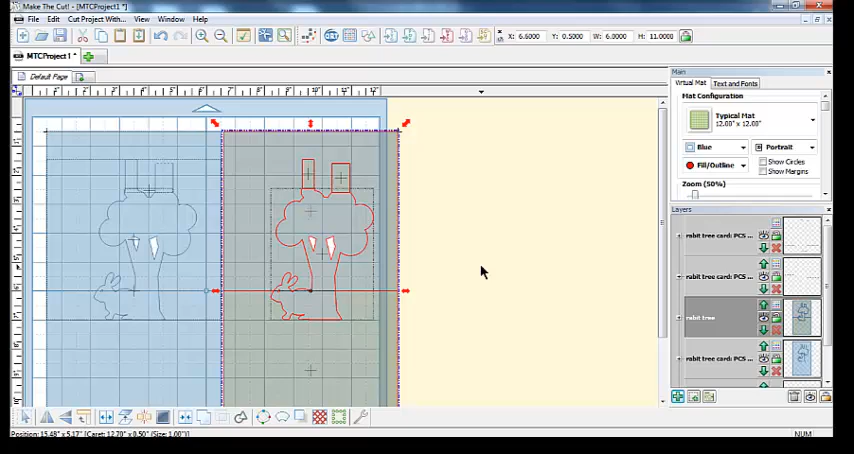 Make The Cut! - [MTCProject1 *]
File Edit Cut Project With... View Window Help
X: 6.6000 Y: 0.5000 W: 6.0000 H: 11.0000
MTCProject1 *
Default Page
Main
Virtual Mat Text and Fonts
Mat Configuration
Typical Mat
12.00" x 12.00"
Blue Portrait
Fill/Outline Show Circles
Show Margins
Zoom (50%)
Layers
rabit tree card: PCS ...
rabit tree card: PCS ...
rabit tree
rabit tree card: PCS ...
Position: 15.48" x 5.17" (Caret: 12.70" x 0.50") (Size: 1.00") NUM